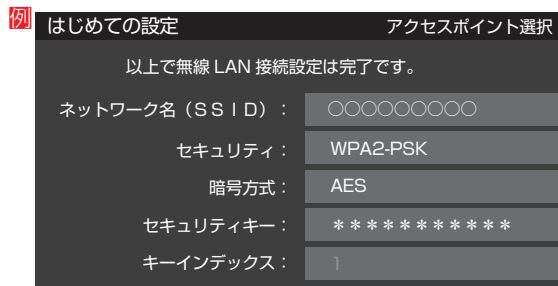 例
はじめての設定 アクセスポイント選択
以上で無線 LAN 接続設定は完了です。
ネットワーク名（ＳＳＩＤ）： ○○○○○○○○○
セキュリティ： WPA2-PSK
暗号方式： AES
セキュリティキー： ＊＊＊＊＊＊＊＊＊＊＊
キーインデックス： 1